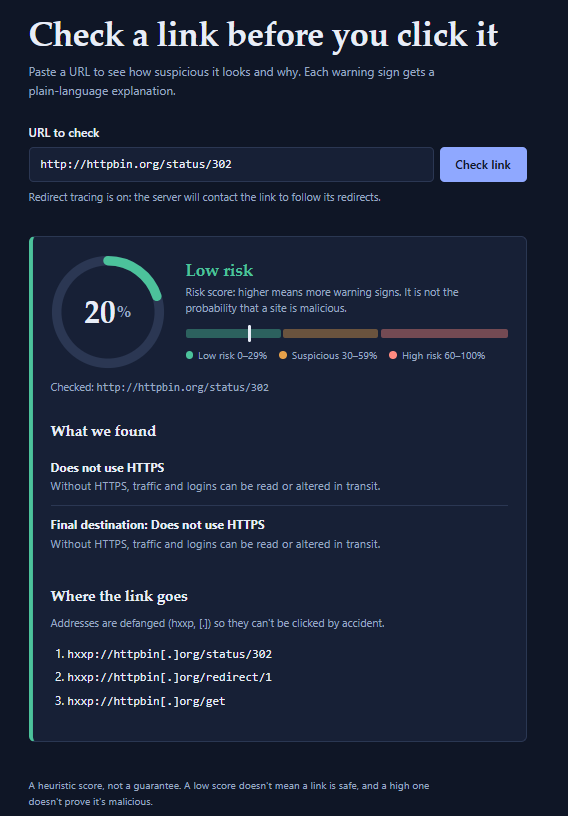 Check a link before you click it
Paste a URL to see how suspicious it looks and why. Each warning sign gets a
plain-language explanation.
URL to check
http://httpbin.org/status/302
Check link
Redirect tracing is on: the server will contact the link to follow its redirects.
20%
Low risk
Risk score: higher means more warning signs. It is not the
probability that a site is malicious.
Low risk 0–29%
Suspicious 30–59%
High risk 60–100%
Checked: http://httpbin.org/status/302
What we found
Does not use HTTPS
Without HTTPS, traffic and logins can be read or altered in transit.
Final destination: Does not use HTTPS
Without HTTPS, traffic and logins can be read or altered in transit.
Where the link goes
Addresses are defanged (hxxp, [.]) so they can't be clicked by accident.
1. hxxp://httpbin[.]org/status/302
2. hxxp://httpbin[.]org/redirect/1
3. hxxp://httpbin[.]org/get
A heuristic score, not a guarantee. A low score doesn't mean a link is safe, and a high one
doesn't prove it's malicious.